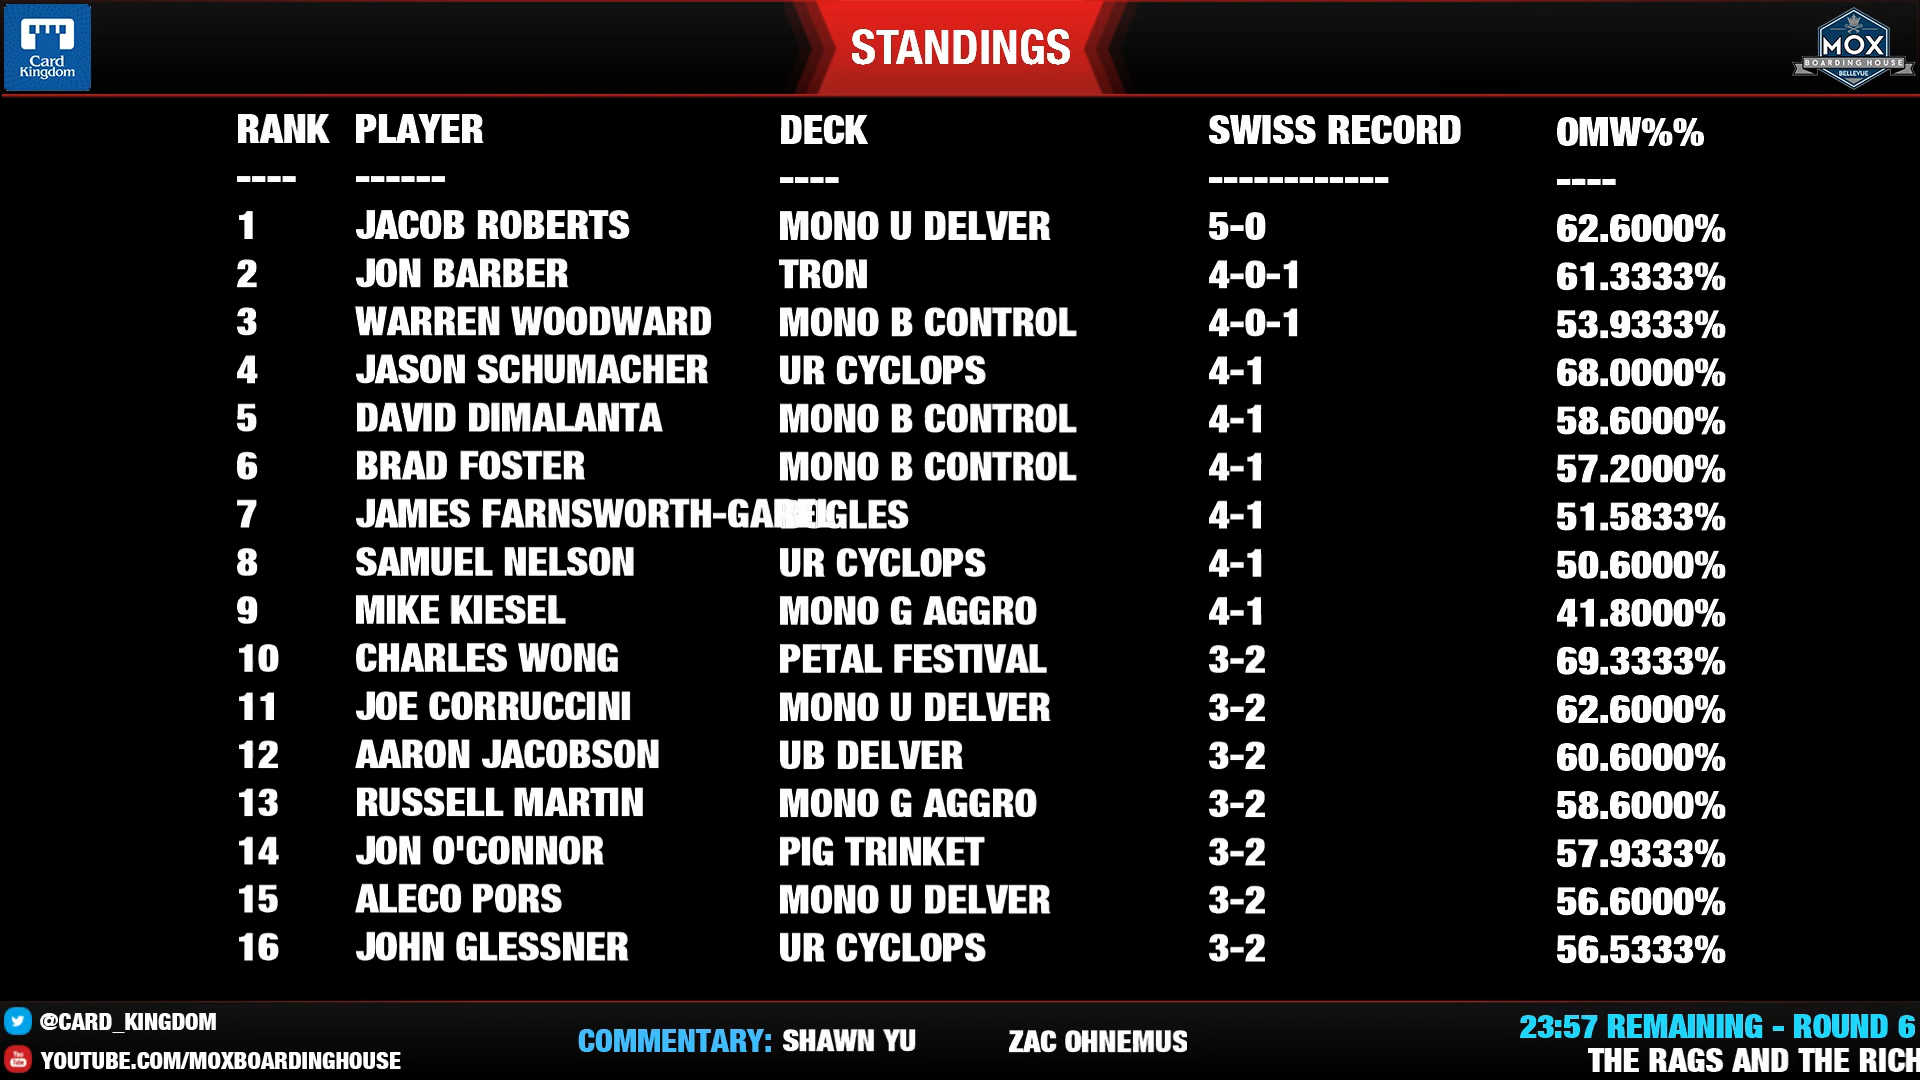 Card
Kingdom
STANDINGS
MOX
BOARDING HOUSE
BELLEVUE
RANK PLAYER DECK SWISS RECORD OMW%%
---- ------ ---- ------------ ----
1 JACOB ROBERTS MONO U DELVER 5-0 62.6000%
2 JON BARBER TRON 4-0-1 61.3333%
3 WARREN WOODWARD MONO B CONTROL 4-0-1 53.9333%
4 JASON SCHUMACHER UR CYCLOPS 4-1 68.0000%
5 DAVID DIMALANTA MONO B CONTROL 4-1 58.6000%
6 BRAD FOSTER MONO B CONTROL 4-1 57.2000%
7 JAMES 4-1 51.5833%
8 SAMUEL NELSON UR CYCLOPS 4-1 50.6000%
9 MIKE KIESEL MONO G AGGRO 4-1 41.8000%
10 CHARLES WONG PETAL FESTIVAL 3-2 69.3333%
11 JOE CORRUCCINI MONO U DELVER 3-2 62.6000%
12 AARON JACOBSON UB DELVER 3-2 60.6000%
13 RUSSELL MARTIN MONO G AGGRO 3-2 58.6000%
14 JON O'CONNOR PIG TRINKET 3-2 57.9333%
15 ALECO PORS MONO U DELVER 3-2 56.6000%
16 JOHN GLESSNER UR CYCLOPS 3-2 56.5333%
@CARD_KINGDOM
YOUTUBE.COM/MOXBOARDINGHOUSE
COMMENTARY: SHAWN YU ZAC OHNEMUS
23:57 REMAINING - ROUND 6
THE RAGS AND THE RICH